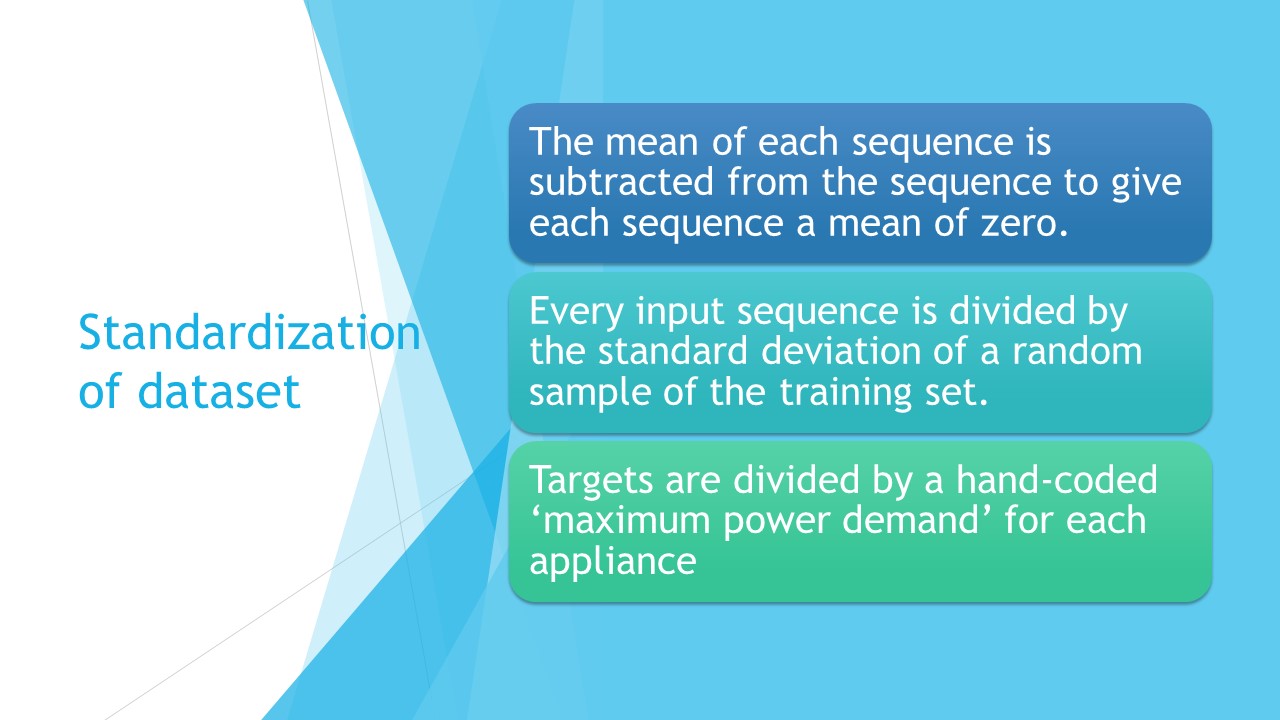 Standardization
of dataset
The mean of each sequence is
subtracted from the sequence to give
each sequence a mean of zero.
Every input sequence is divided by
the standard deviation of a random
sample of the training set.
Targets are divided by a hand-coded
‘maximum power demand’ for each
appliance